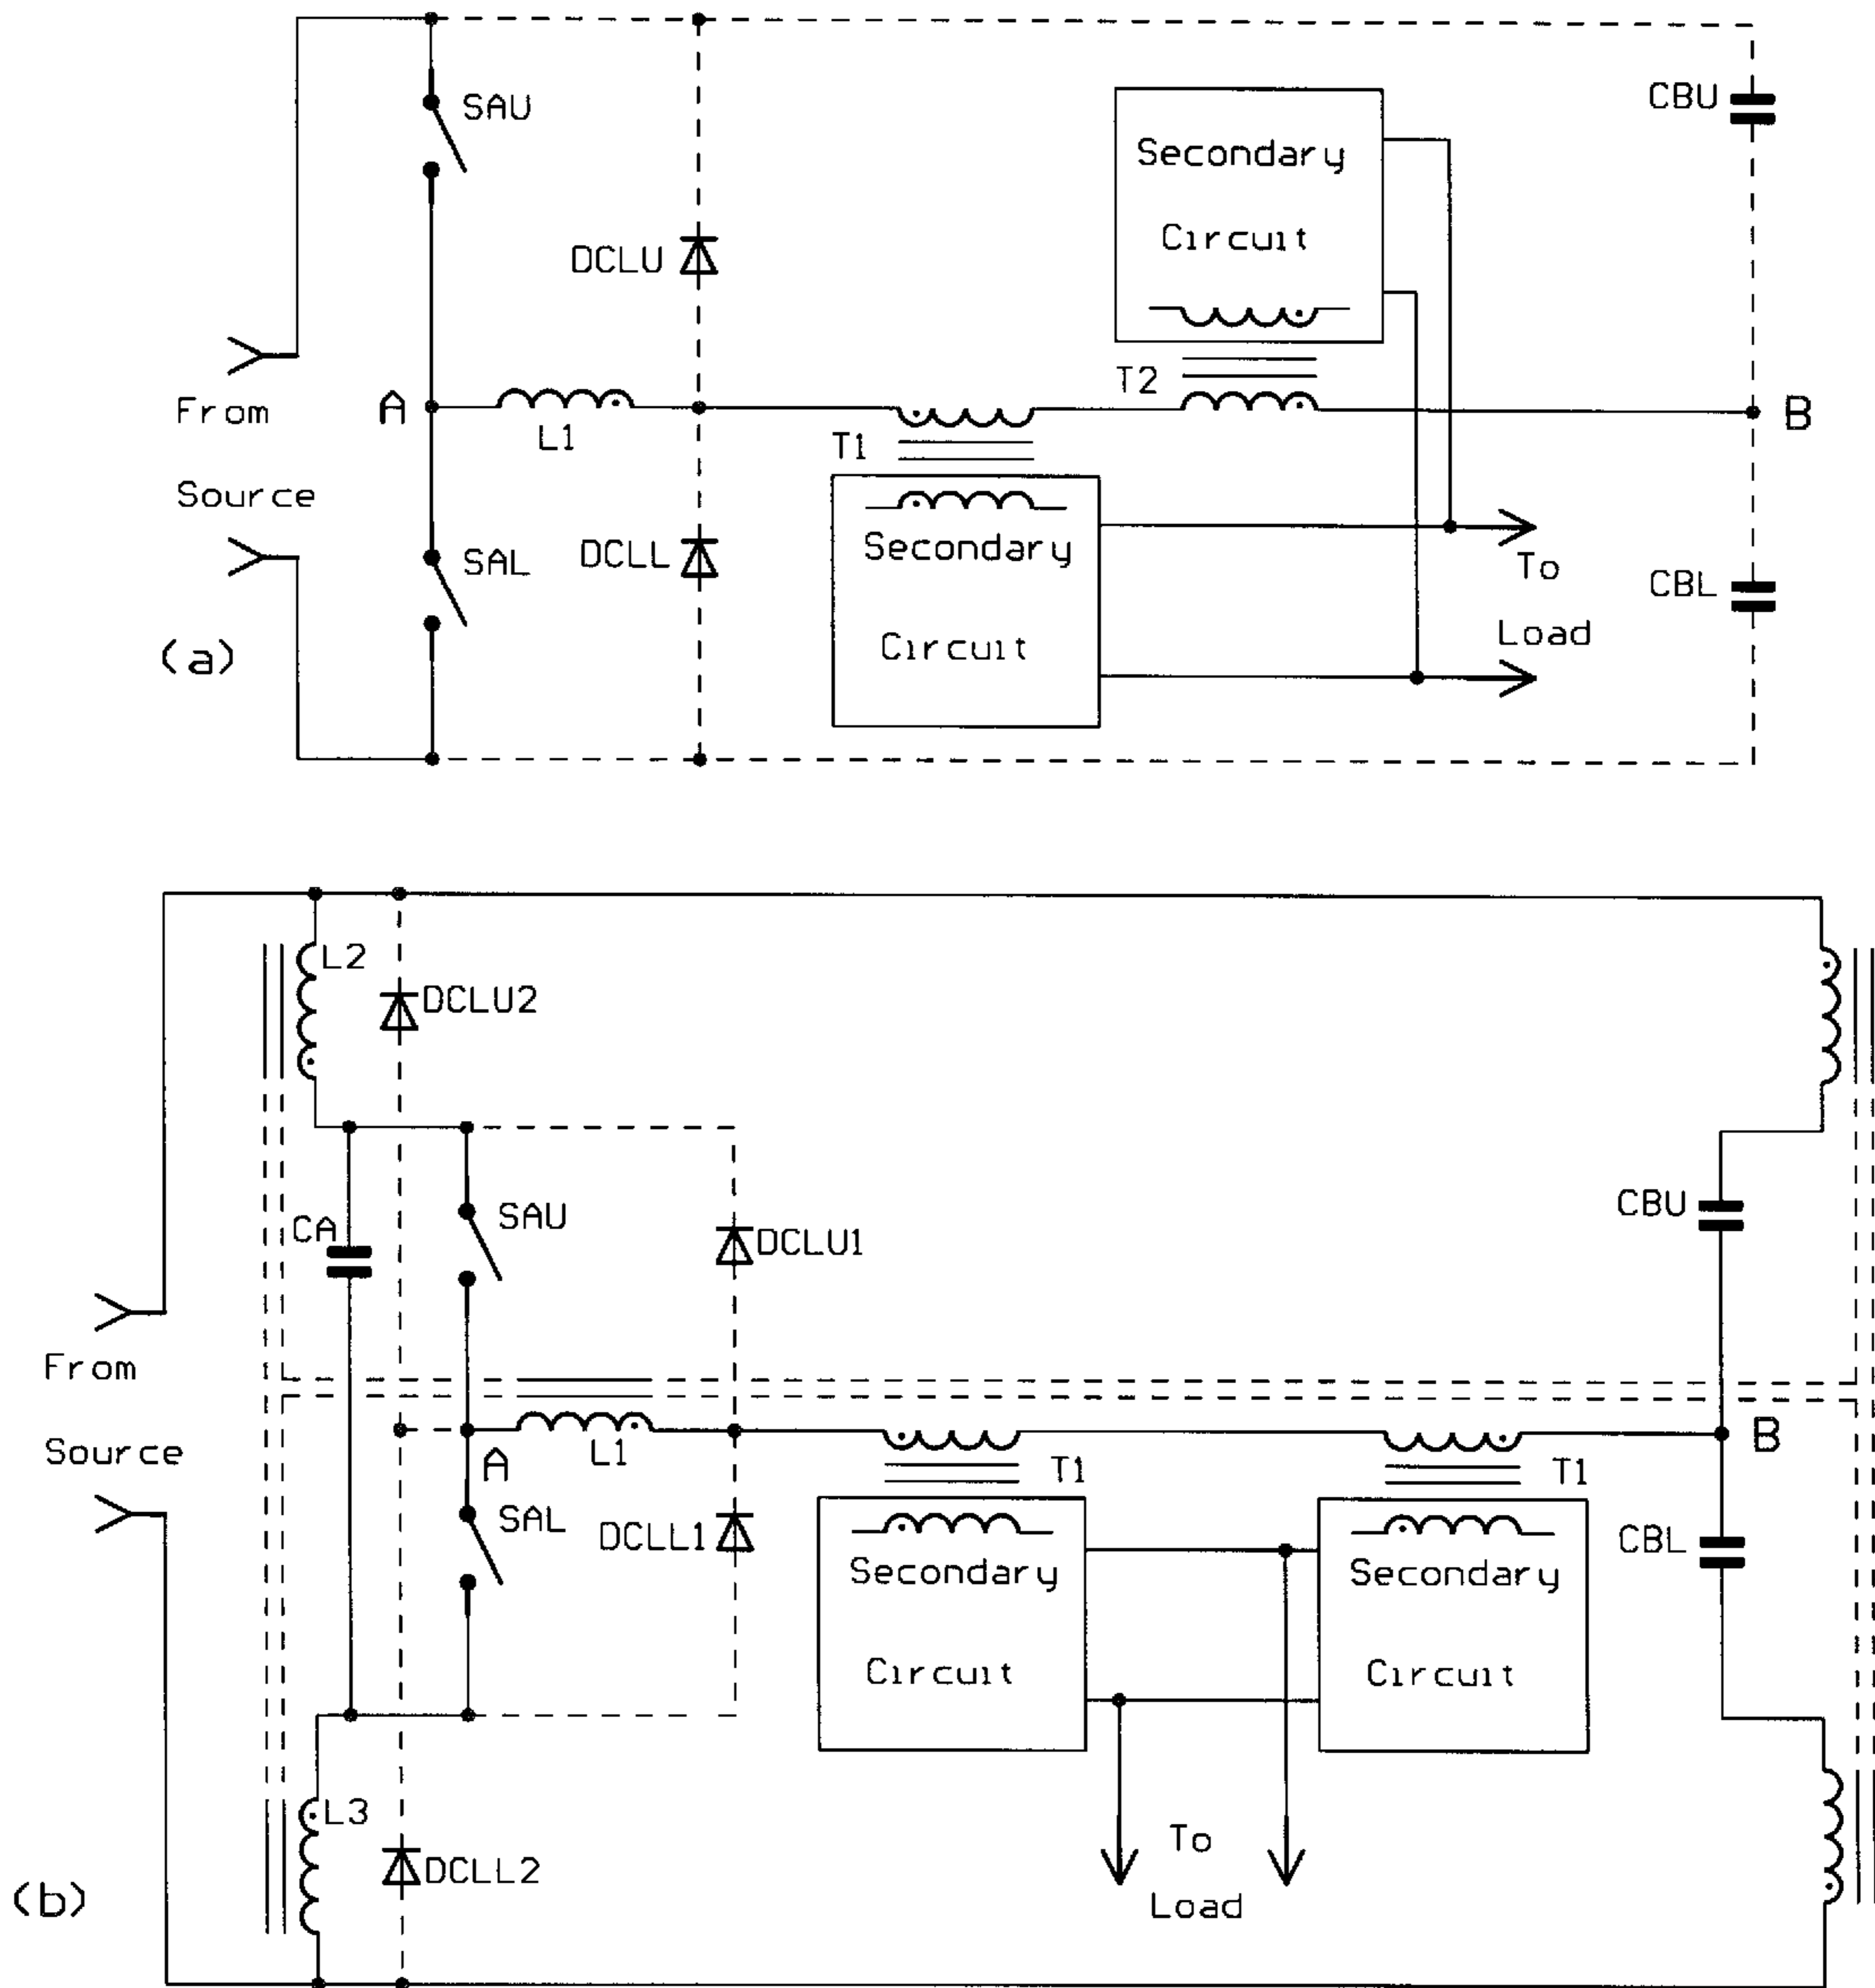 SAU
CBU
Secondary
Circuit
DCLU
T2
From
A
L1
T1
B
Source
SAL
DCLL
Secondary
Circuit
To
Load
CBL
(a)
L2
DCLU2
CA
SAU
DCLU1
CBU
From
Source
A
L1
T1
T1
B
SAL
DCLL1
CBL
Secondary
Circuit
Secondary
Circuit
L3
DCLL2
To
Load
(b)